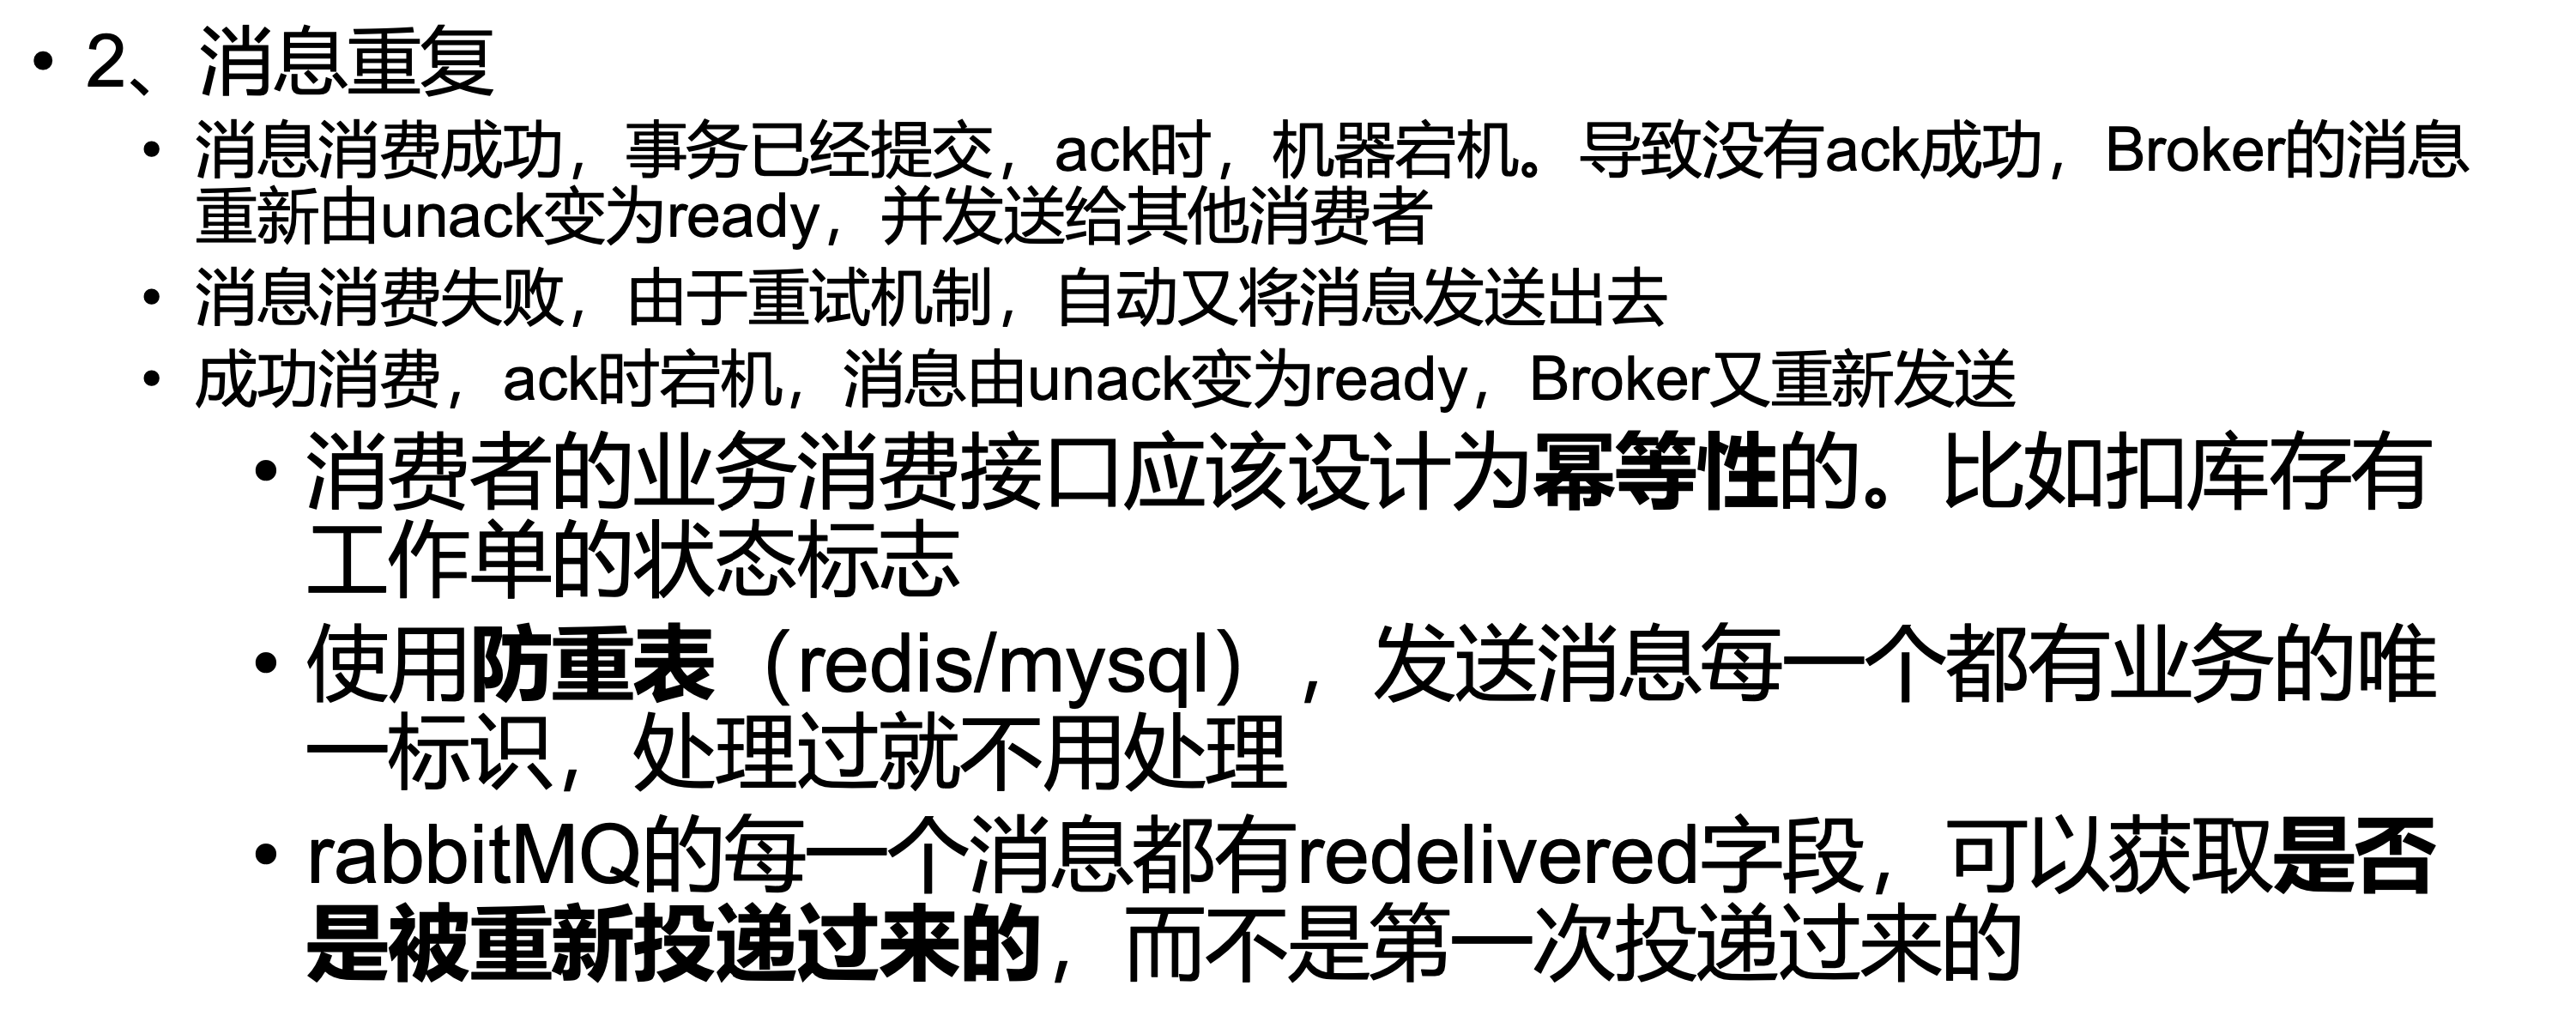 • 2、消息重复
• 消息消费成功，事务已经提交，ack时，机器宕机。导致没有ack成功，Broker的消息
重新由unack变为ready，并发送给其他消费者
• 消息消费失败，由于重试机制，自动又将消息发送出去
• 成功消费，ack时宕机，消息由unack变为ready，Broker又重新发送
• 消费者的业务消费接口应该设计为幂等性的。比如扣库存有
工作单的状态标志
• 使用防重表（redis/mysql），发送消息每一个都有业务的唯
一标识，处理过就不用处理
• rabbitMQ的每一个消息都有redelivered字段，可以获取是否
是被重新投递过来的，而不是第一次投递过来的